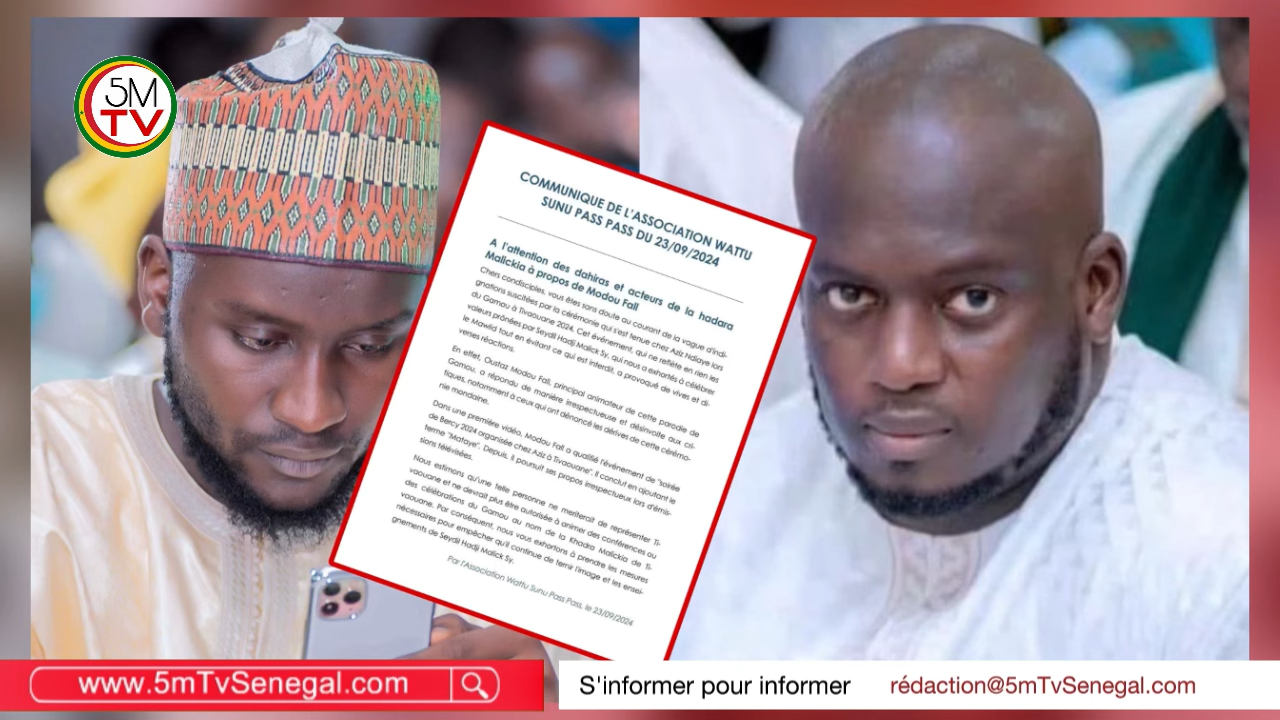 5M
TV
COMMUNIQUE DE L'ASSOCIATION WATTU
SUNU PASS PASS DU 23/09/2024
A l'attention des dahiras et acteurs de la hadara
Malickia à propos de Modou Fall
Chers condisciples, vous êtes sans doute au courant de la vague d'indi-
gnations suscitées par la cérémonie qui s'est tenue chez Aziz Ndiaye lors
du Gamou à Tivaouane 2024. Cet événement, qui ne reflète en rien les
valeurs prônées par Seydil Hadji Malick Sy, qui nous a exhortés à célébrer
le Mawlid tout en évitant ce qui est interdit, a provoqué de vives et di-
verses réactions.
En effet, Oustaz Modou Fall, principal animateur de cette parodie de
Gamou, a répondu de manière irrespectueuse et désinvolte aux cri-
tiques, notamment à ceux qui ont dénoncé les dérives de cette cérémo-
nie mondaine.
Dans une première vidéo, Modou Fall a qualifié l'événement de "soirée
de Bercy 2024 organisée chez Aziz à Tivaouane". Il conclut en ajoutant le
terme "Mataye". Depuis, il poursuit ses propos irrespectueux lors d'émis-
sions télévisées.
Nous estimons qu'une telle personne ne meriterait de représenter Ti-
vaouane et ne devrait plus être autorisée à animer des conférences ou
des célébrations du Gamou au nom de la Khadra Malickia de Ti-
vaouane. Par conséquent, nous vous exhortons à prendre les mesures
nécessaires pour empêcher qu'il continue de ternir l'image et les ensei-
gnements de Seydil Hadji Malick Sy.
Par l'Association Wattu Sunu Pass Pass, le 23/09/2024
www.5mTvSenegal.com
S'informer pour informer
rédaction@5mTvSenegal.com